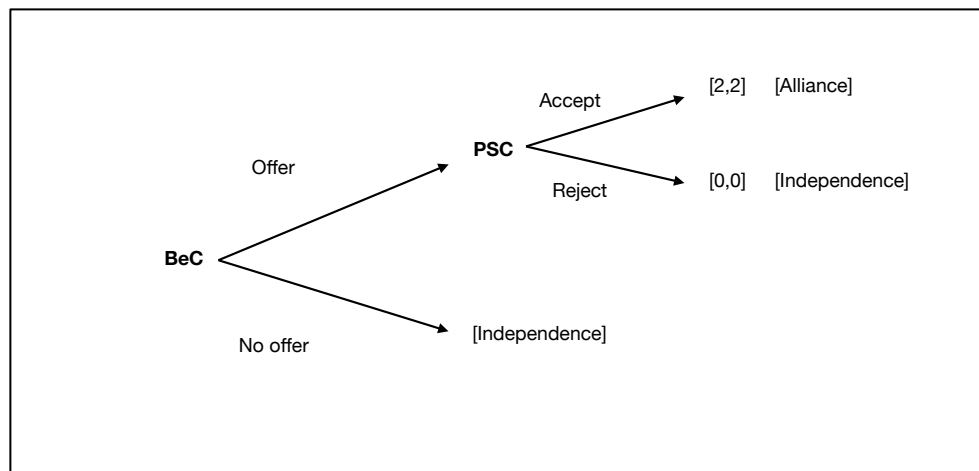 [2,2] [Alliance]
Accept
PSC
Offer
Reject
[0,0] [Independence]
BeC
No offer
[Independence]